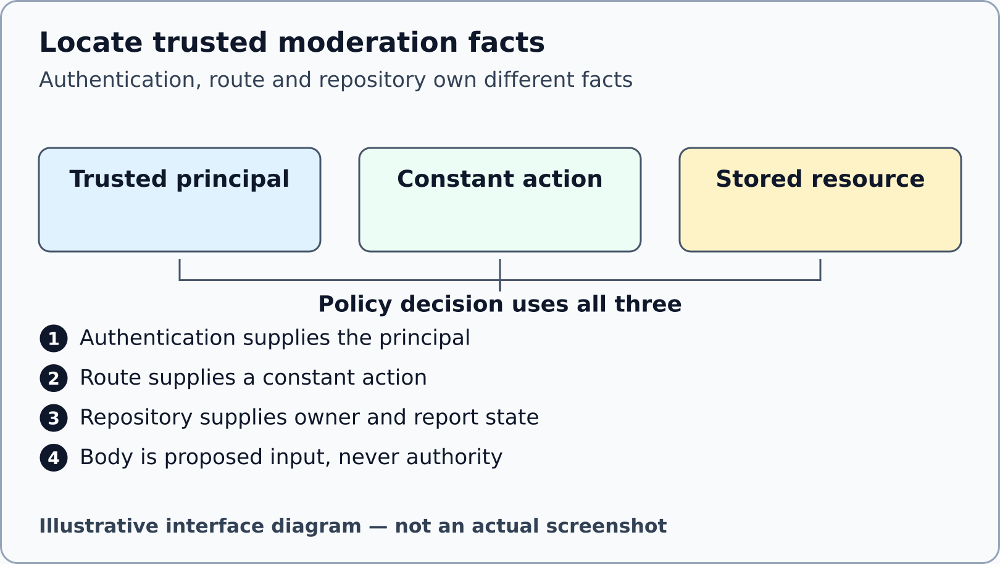 Locate trusted moderation facts
Authentication, route and repository own different facts
Trusted principal
Constant action
Stored resource
Policy decision uses all three
1 Authentication supplies the principal
2 Route supplies a constant action
3 Repository supplies owner and report state
4 Body is proposed input, never authority
Illustrative interface diagram — not an actual screenshot